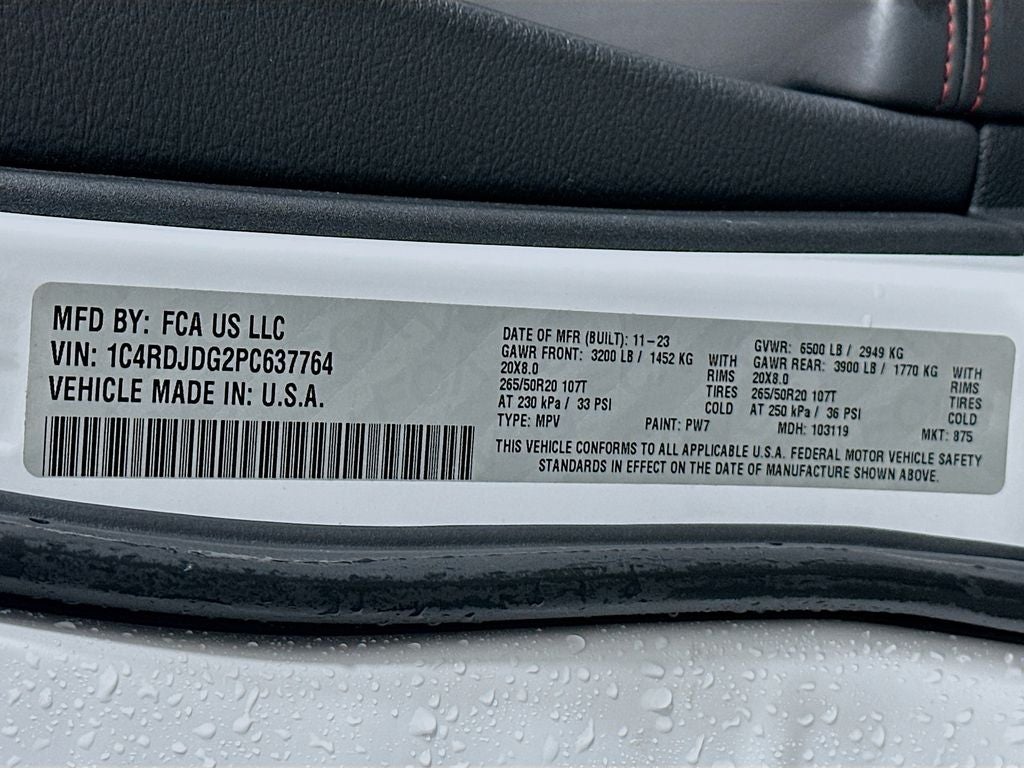 MFD BY: FCA US LLC
VIN: 1C4RDJDG2PC637764
VEHICLE MADE IN: U.S.A.
DATE OF MFR (BUILT): 11-23
GAWR FRONT: 3200 LB / 1452 KG WITH
20X8.0 RIMS
265/50R20 107T TIRES
AT 230 kPa / 33 PSI COLD
TYPE: MPV PAINT: PW7
GVWR: 6500 LB / 2949 KG
GAWR REAR: 3900 LB / 1770 KG WITH
20X8.0 RIMS
265/50R20 107T TIRES
AT 250 kPa / 36 PSI COLD
MDH: 103119 MKT: 875
THIS VEHICLE CONFORMS TO ALL APPLICABLE U.S.A. FEDERAL MOTOR VEHICLE SAFETY
STANDARDS IN EFFECT ON THE DATE OF MANUFACTURE SHOWN ABOVE.